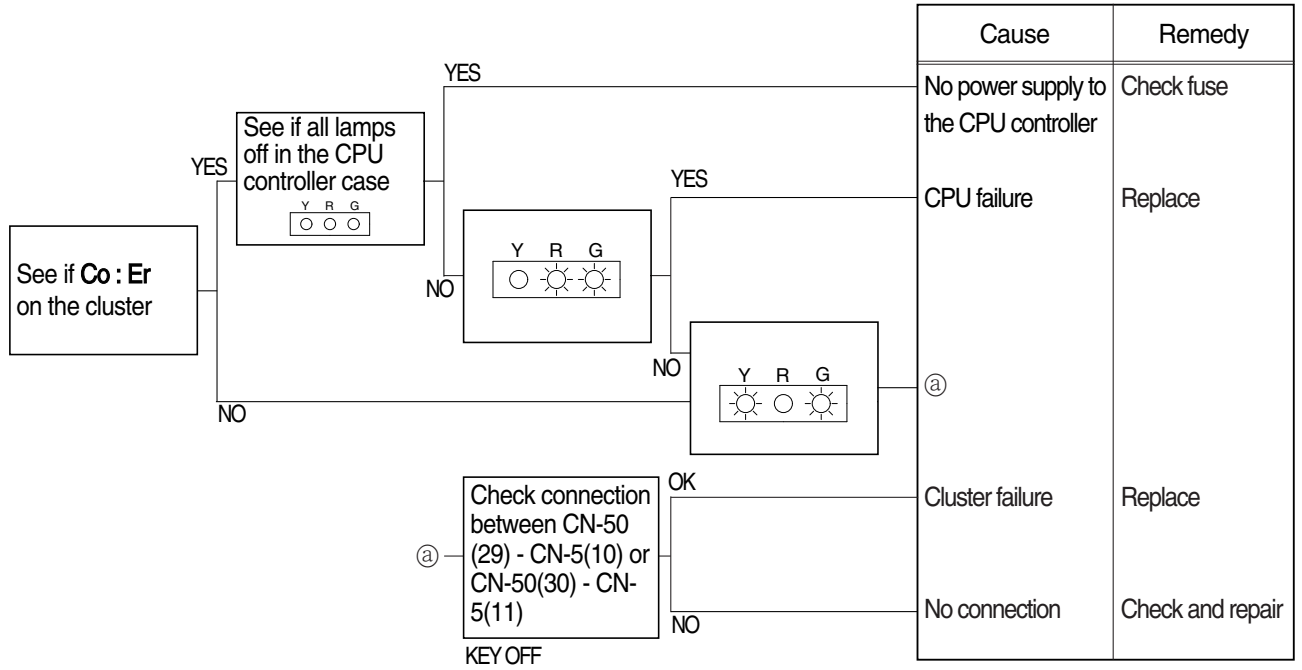 Cause
Remedy
YES
No power supply to
the CPU controller
Check fuse
See if all lamps
off in the CPU
controller case
Y R G
YES
YES
CPU failure
Replace
See if Co : Er
on the cluster
Y R G
NO
NO
Y R G
ⓐ
NO
Check connection
between CN-50
(29) - CN-5(10) or
CN-50(30) - CN-
5(11)
ⓐ
OK
Cluster failure
Replace
NO
No connection
Check and repair
KEY OFF